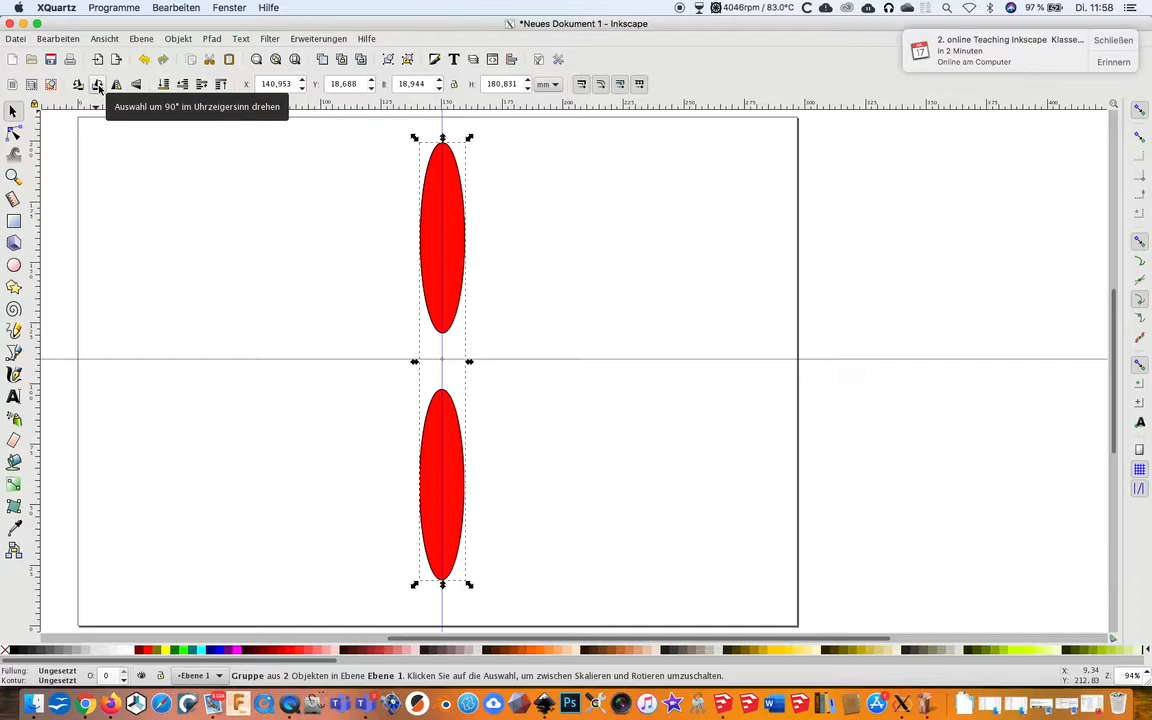 XQuartz Programme Bearbeiten Fenster Hilfe 4046rpm / 83.0°C 97 % Di. 11:58
*Neues Dokument 1 - Inkscape
Datei Bearbeiten Ansicht Ebene Objekt Pfad Text Filter Erweiterungen Hilfe
2. online Teaching Inkscape Klasse...
in 2 Minuten
Online am Computer
Schließen
Erinnern
X: 140,953 Y: 18,688 B: 18,944 H: 180,831 mm
Auswahl um 90° im Uhrzeigersinn drehen
Füllung: Ungesetzt
Kontur: Ungesetzt
O: 0
•Ebene 1
Gruppe aus 2 Objekten in Ebene Ebene 1. Klicken Sie auf die Auswahl, um zwischen Skalieren und Rotieren umzuschalten.
X: 9,34
Y: 212,83
Z: 94%